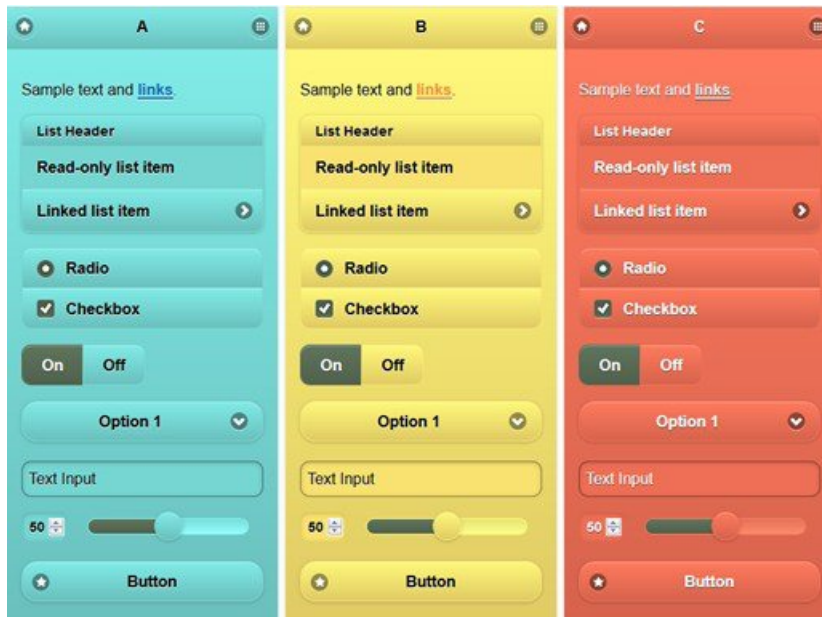 A
Sample text and links.
List Header
Read-only list item
Linked list item
Radio
Checkbox
On Off
Option 1
Text Input
50
Button
B
Sample text and links.
List Header
Read-only list item
Linked list item
Radio
Checkbox
On Off
Option 1
Text Input
50
Button
C
Sample text and links.
List Header
Read-only list item
Linked list item
Radio
Checkbox
On Off
Option 1
Text Input
50
Button